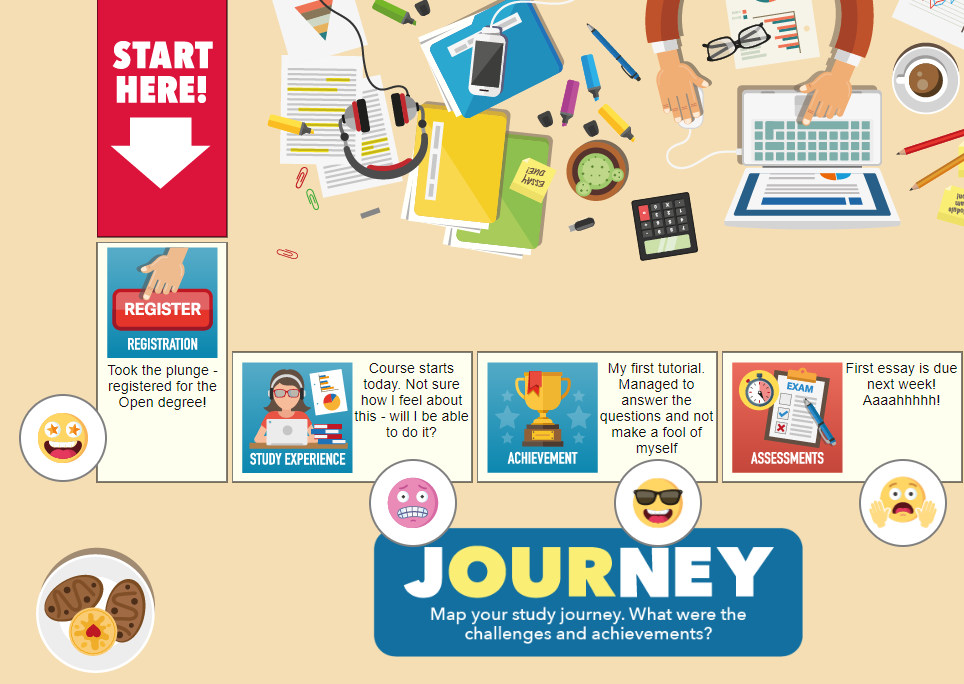 START
HERE!
ESSAY
DUE!
REGISTER
REGISTRATION
Took the plunge -
registered for the
Open degree!
STUDY EXPERIENCE
Course starts
today. Not sure
how I feel about
this - will I be able
to do it?
ACHIEVEMENT
My first tutorial.
Managed to
answer the
questions and not
make a fool of
myself
EXAM
ASSESSMENTS
First essay is due
next week!
Aaaahhhhh!
JOURNEY
Map your study journey. What were the
challenges and achievements?